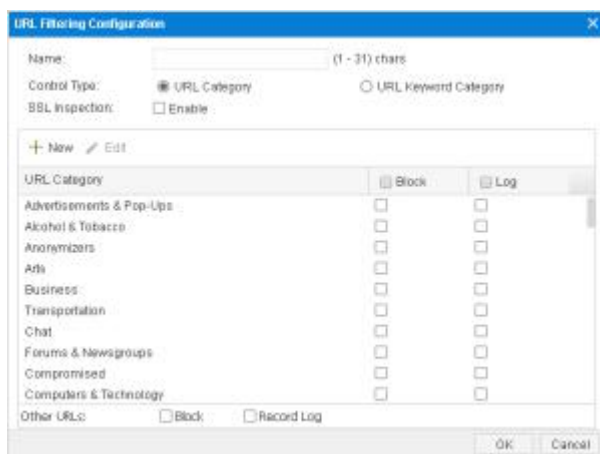 URL Filtering Configuration
Name: (1 - 31) chars
Control Type: URL Category URL Keyword Category
SSL Inspection: Enable
New Edit
URL Category Block Log
Advertisements & Pop-Ups
Alcohol & Tobacco
Anonymizers
Arts
Business
Transportation
Chat
Forums & Newsgroups
Compromised
Computers & Technology
Other URLs: Block Record Log
OK Cancel